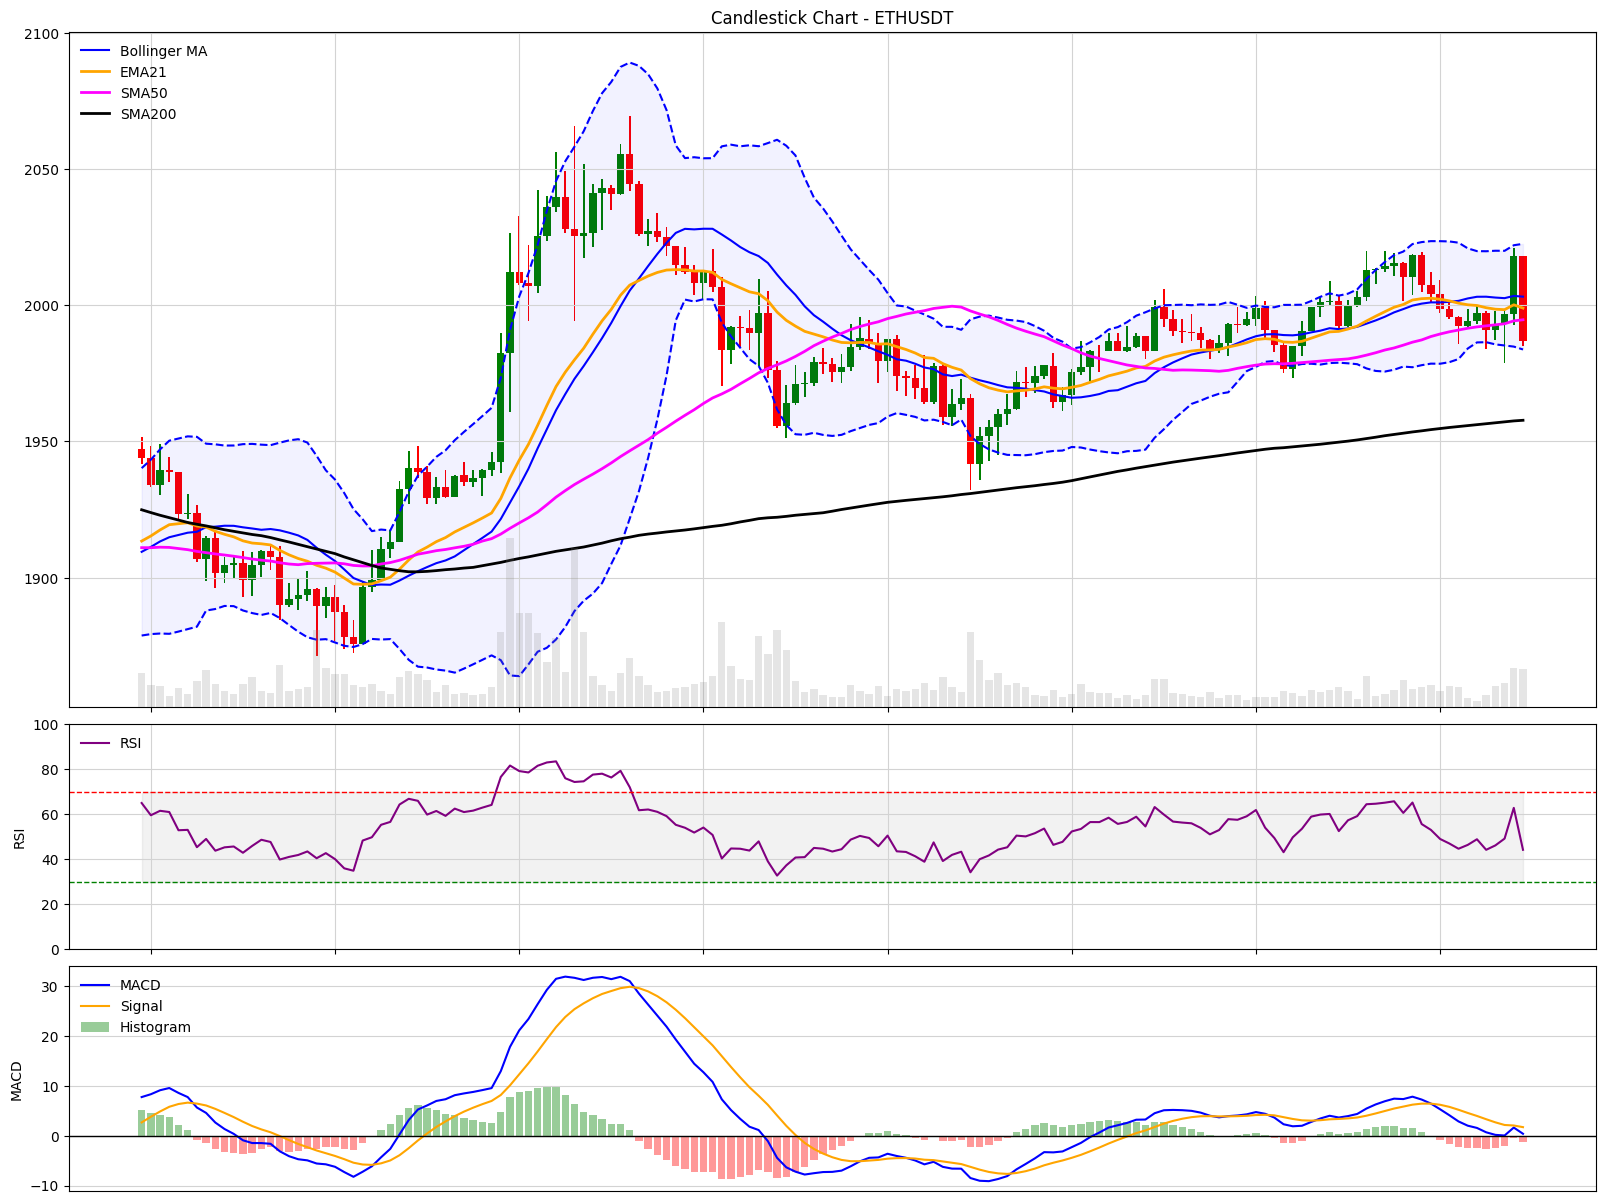 Candlestick Chart - ETHUSDT
2100
2050
2000
1950
1900
Bollinger MA
EMA21
SMA50
SMA200
100
80
60
40
20
0
RSI
RSI
30
20
10
0
−10
MACD
MACD
Signal
Histogram